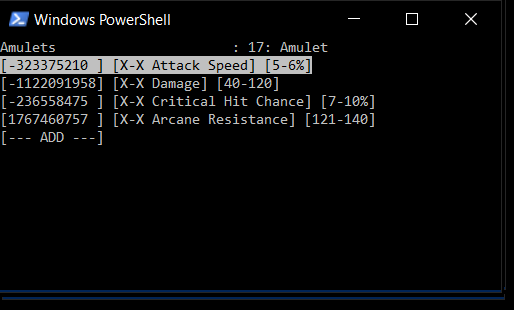 Windows PowerShell
Amulets : 17: Amulet
[-323375210 ] [X-X Attack Speed] [5-6%]
[-1122091958] [X-X Damage] [40-120]
[-236558475 ] [X-X Critical Hit Chance] [7-10%]
[1767460757 ] [X-X Arcane Resistance] [121-140]
[--- ADD ---]